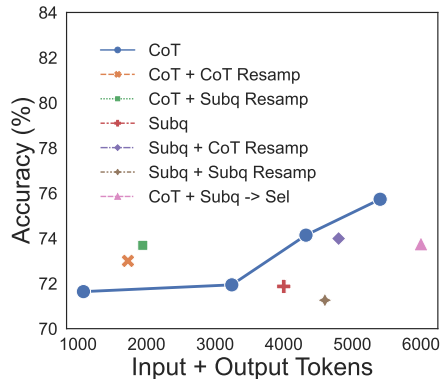 84
82
80
78
76
74
72
70
Accuracy (%)
CoT
CoT + CoT Resamp
CoT + Subq Resamp
Subq
Subq + CoT Resamp
Subq + Subq Resamp
CoT + Subq -> Sel
1000 2000 3000 4000 5000 6000
Input + Output Tokens